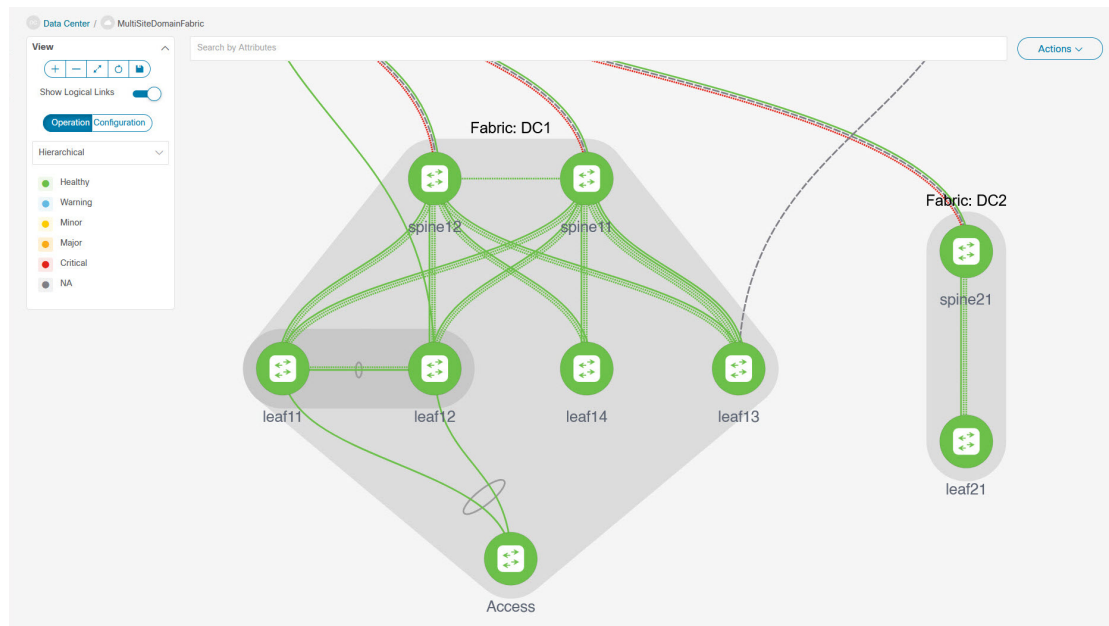 Data Center / MultiSiteDomainFabric
View
Search by Attributes
Actions
Show Logical Links
Operation Configuration
Hierarchical
Healthy
Warning
Minor
Major
Critical
NA
Fabric: DC1
Fabric: DC2
spine12
spine11
spine21
leaf11
leaf12
leaf14
leaf13
leaf21
Access